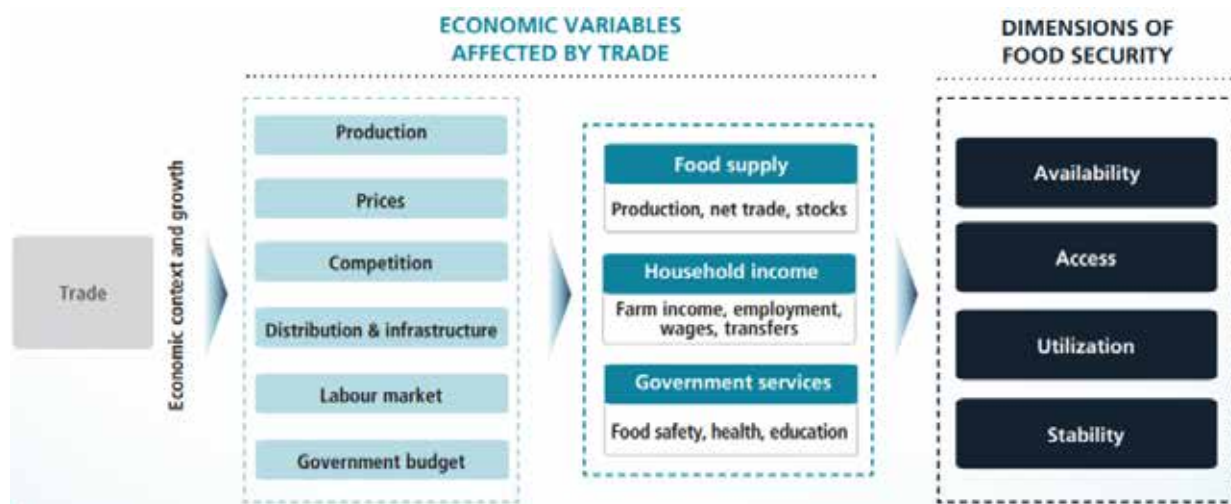 ECONOMIC VARIABLES
AFFECTED BY TRADE
DIMENSIONS OF
FOOD SECURITY
Trade
Economic context and growth
Production
Prices
Competition
Distribution & infrastructure
Labour market
Government budget
Food supply
Production, net trade, stocks
Household income
Farm income, employment,
wages, transfers
Government services
Food safety, health, education
Availability
Access
Utilization
Stability